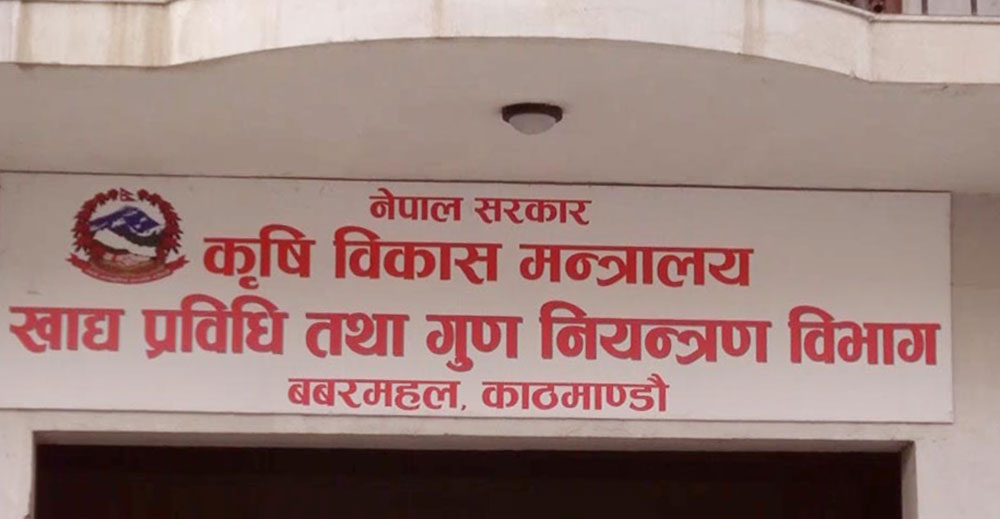 नेपाल सरकार
कृषि विकास मन्त्रालय
खाद्य प्रविधि तथा गुण नियन्त्रण विभाग
बबरमहल, काठमाण्डौ